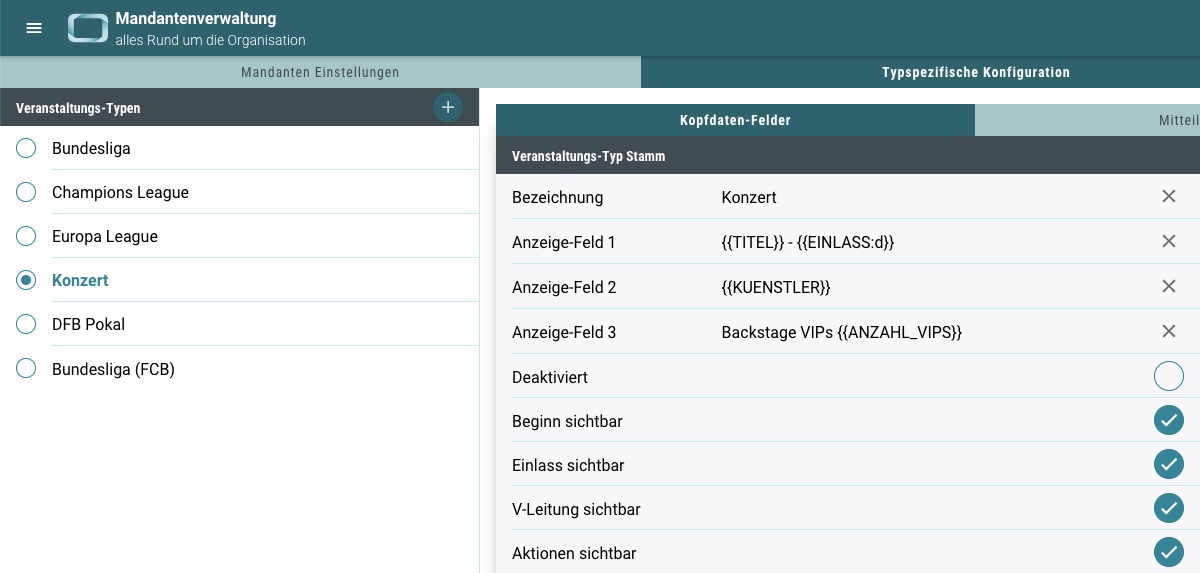 Mandantenverwaltung
alles Rund um die Organisation
Mandanten Einstellungen
Typspezifische Konfiguration
Veranstaltungs-Typen
Bundesliga
Champions League
Europa League
Konzert
DFB Pokal
Bundesliga (FCB)
Kopfdaten-Felder
Mitteil
Veranstaltungs-Typ Stamm
Bezeichnung Konzert
Anzeige-Feld 1 {{TITEL}} - {{EINLASS:d}}
Anzeige-Feld 2 {{KUENSTLER}}
Anzeige-Feld 3 Backstage VIPs {{ANZAHL_VIPS}}
Deaktiviert
Beginn sichtbar
Einlass sichtbar
V-Leitung sichtbar
Aktionen sichtbar